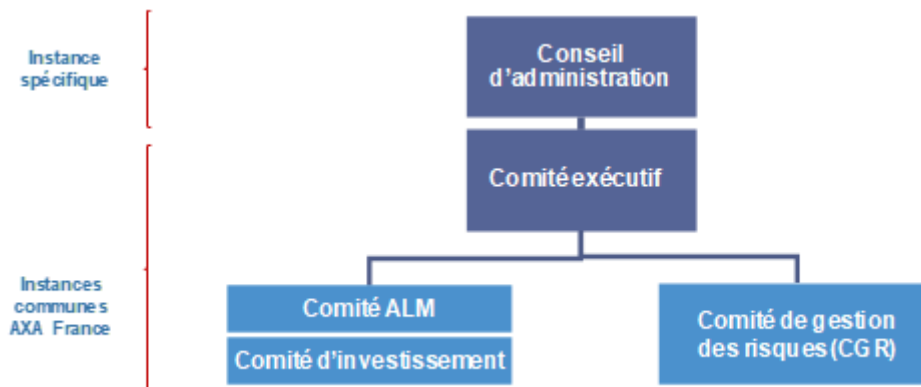 Instance
spécifique
Conseil
d'administration
Comité exécutif
Instances
communes
AXA France
Comité ALM
Comité d'investissement
Comité de gestion
des risques (CGR)